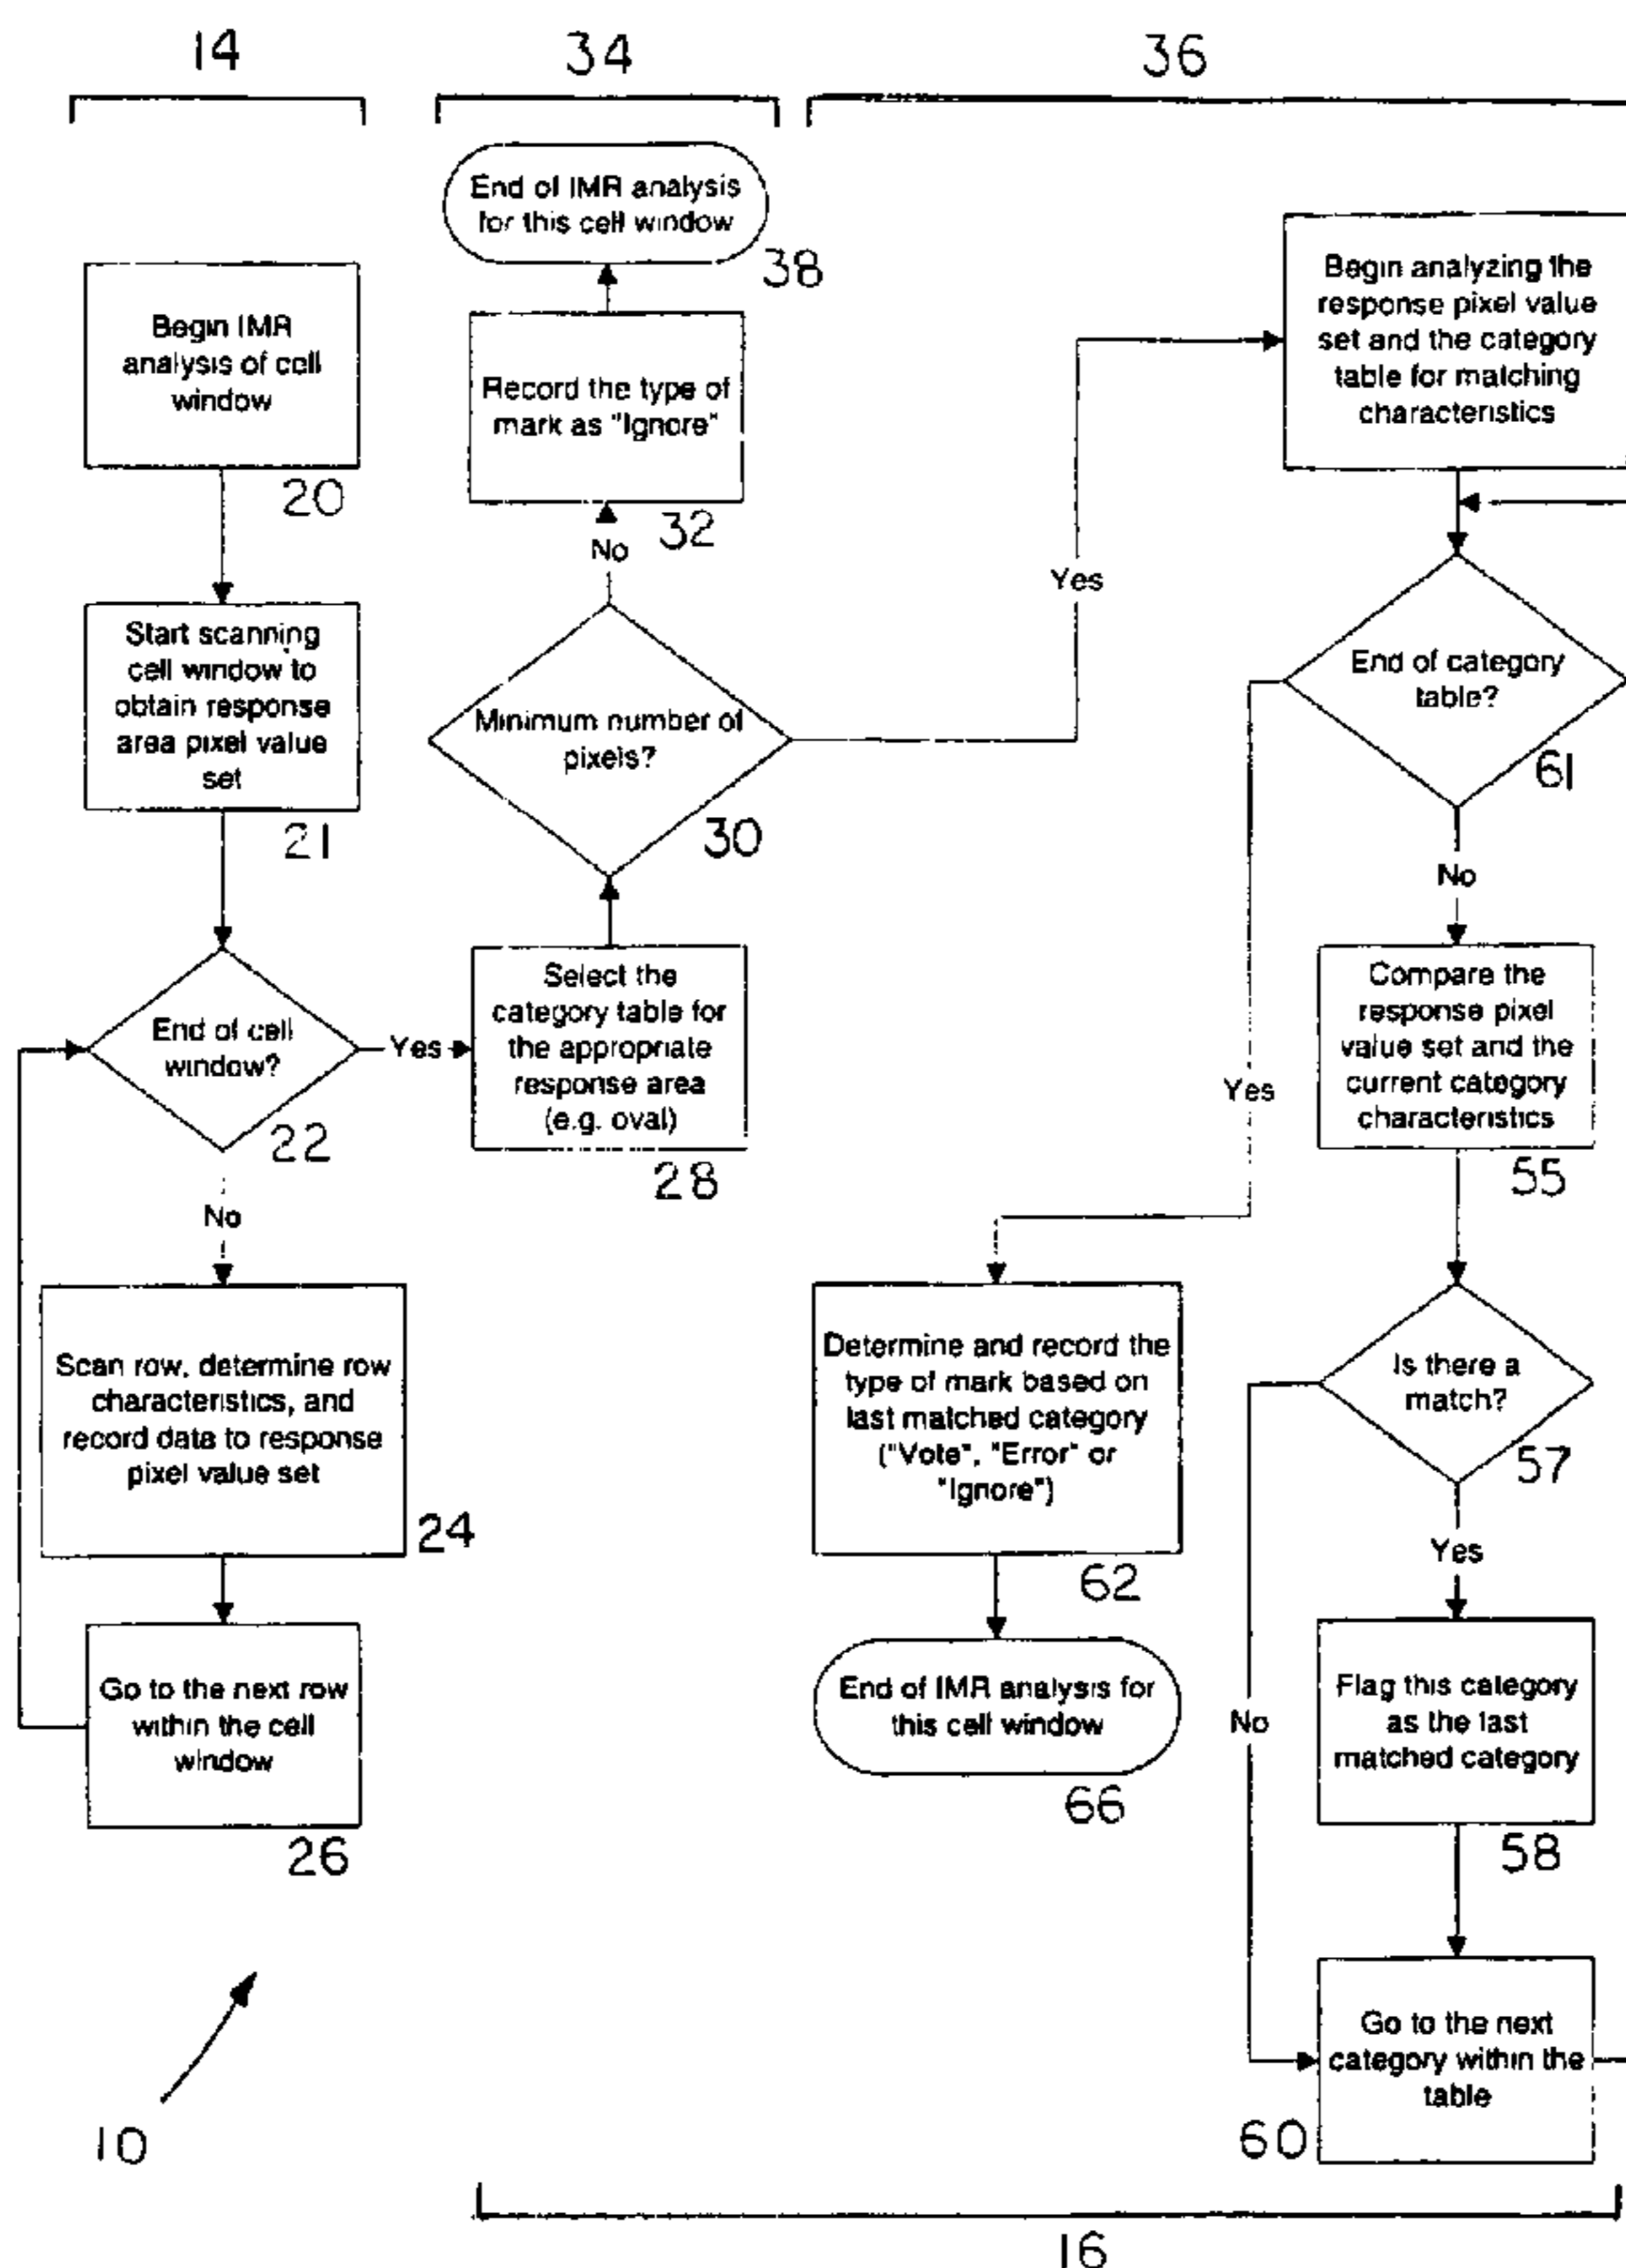 14
34
36
End of IMR analysis
for this cell window
38
Begin IMR
analysis of cell
window
20
Record the type of
mark as "Ignore"
32
No
Begin analyzing the
response pixel value
set and the category
table for matching
characteristics
Yes
Start scanning
cell window to
obtain response
area pixel value
set
21
Minimum number of
pixels?
30
End of category
table?
61
No
End of cell
window?
22
Yes
Select the
category table for
the appropriate
response area
(e.g. oval)
28
Compare the
response pixel
value set and the
current category
characteristics
55
Yes
No
Scan row, determine row
characteristics, and
record data to response
pixel value set
24
Determine and record the
type of mark based on
last matched category
("Vote", "Error" or
"Ignore")
62
Is there a
match?
57
Yes
No
Go to the next row
within the cell
window
26
End of IMR analysis for
this cell window
66
Flag this category
as the last
matched category
58
Go to the next
category within the
table
60
10
16